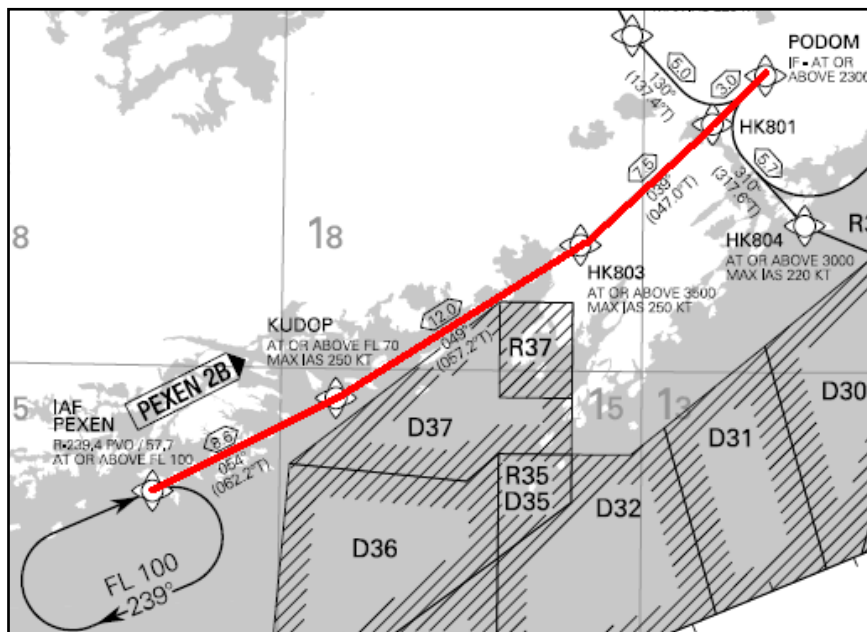 PODOM
IF - AT OR
ABOVE 2300
5.0
3.0
130°
(137.4°T)
HK801
7.5
039°
(047.0°T)
5.7
310°
(317.6°T)
HK804
AT OR ABOVE 3000
MAX IAS 220 KT
8
18
HK803
AT OR ABOVE 3500
MAX IAS 250 KT
KUDOP
AT OR ABOVE FL 70
MAX IAS 250 KT
12.0
049°
(057.2°T)
R37
PEXEN 2B
D30
5
IAF
PEXEN
R-239,4 PVO / 57,7
AT OR ABOVE FL 100
15
13
D37
D31
8.6
054°
(062.2°T)
R35
D35
D32
D36
FL 100
239°